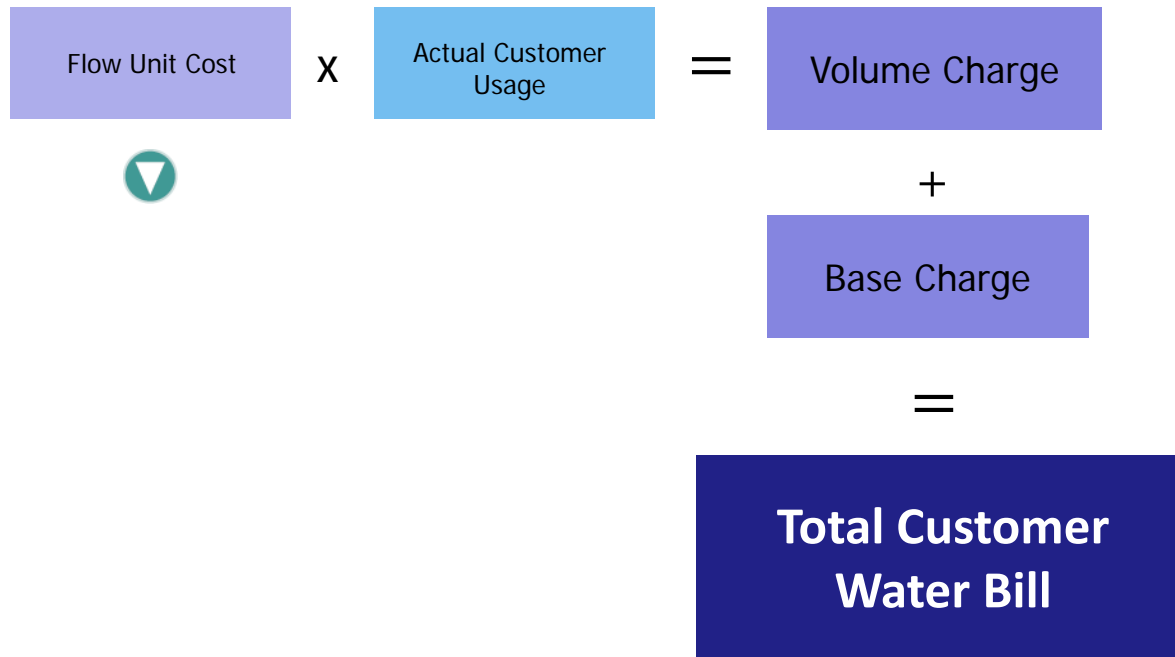 Flow Unit Cost
x
Actual Customer
Usage
=
Volume Charge
+
Base Charge
=
Total Customer
Water Bill